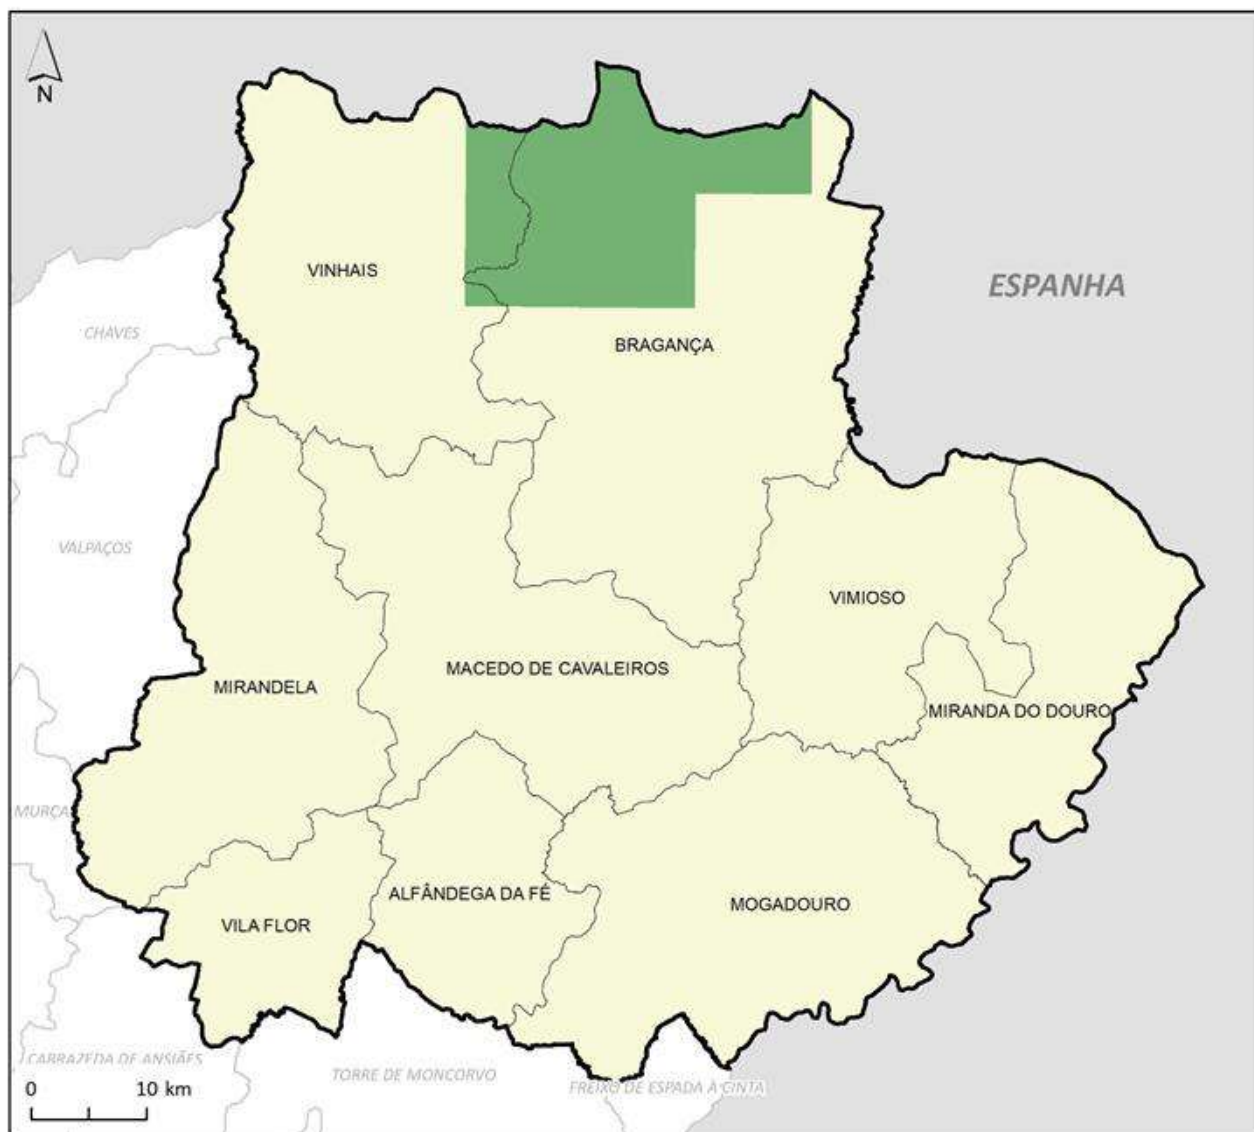 N
VINHAIS
ESPANHA
CHAVES
BRAGANÇA
VALPAÇOS
VIMIOSO
MACEDO DE CAVALEIROS
MIRANDELA
MIRANDA DO DOURO
MURÇA
ALFÂNDEGA DA FÉ
MOGADOURO
VILA FLOR
CARRAZEDA DE ANSIÃES
TORRE DE MONCORVO
FREIXO DE ESPADA À CINTA
0 10 km